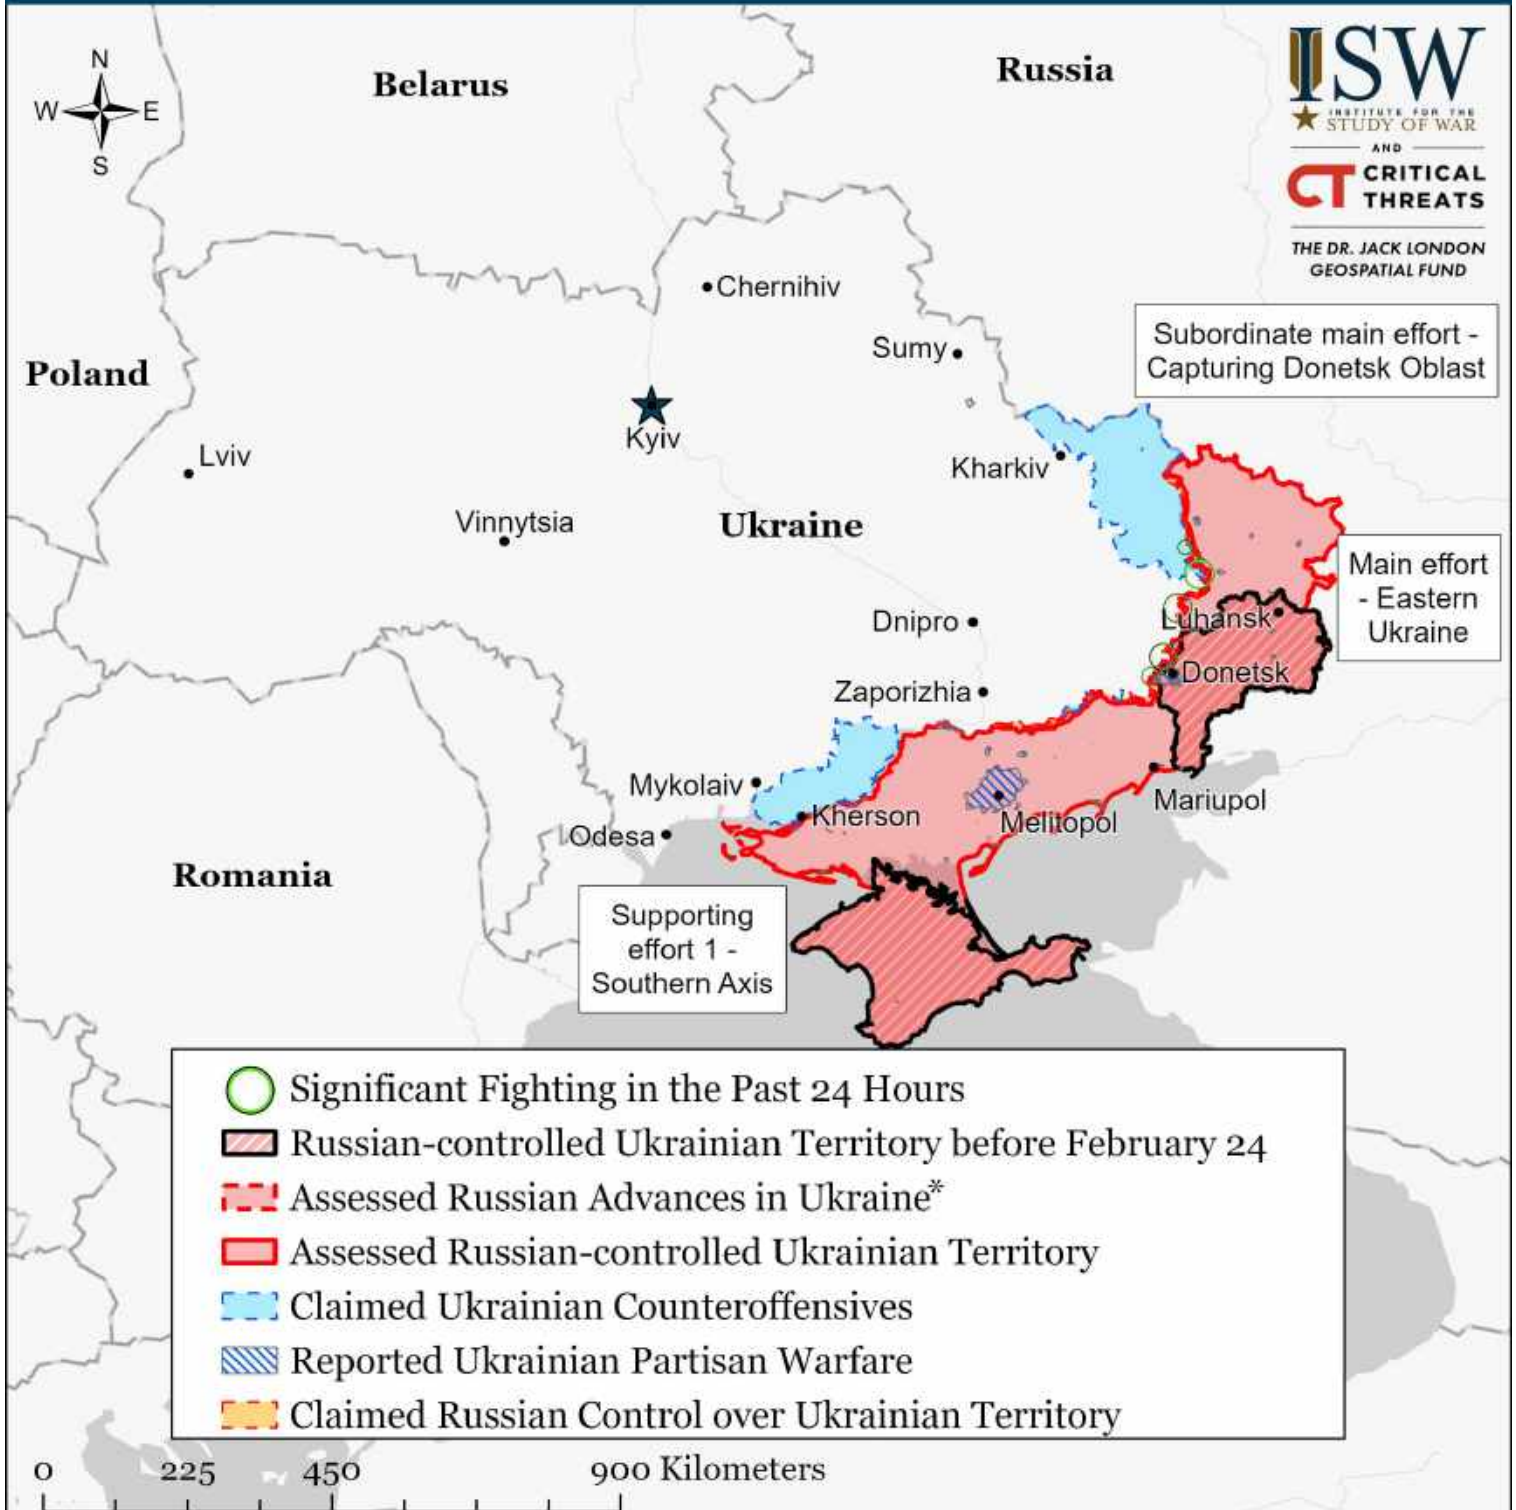 N
W
E
S
Belarus
Russia
ISW
INSTITUTE FOR THE
STUDY OF WAR
AND
CT CRITICAL
THREATS
THE DR. JACK LONDON
GEOSPATIAL FUND
Chernihiv
Subordinate main effort -
Capturing Donetsk Oblast
Sumy
Poland
Kyiv
Lviv
Kharkiv
Vinnytsia
Ukraine
Main effort
- Eastern
Ukraine
Dnipro
Luhansk
Donetsk
Zaporizhia
Mykolaiv
Mariupol
Kherson
Melitopol
Odesa
Romania
Supporting
effort 1 -
Southern Axis
Significant Fighting in the Past 24 Hours
Russian-controlled Ukrainian Territory before February 24
Assessed Russian Advances in Ukraine*
Assessed Russian-controlled Ukrainian Territory
Claimed Ukrainian Counteroffensives
Reported Ukrainian Partisan Warfare
Claimed Russian Control over Ukrainian Territory
0 225 450 900 Kilometers